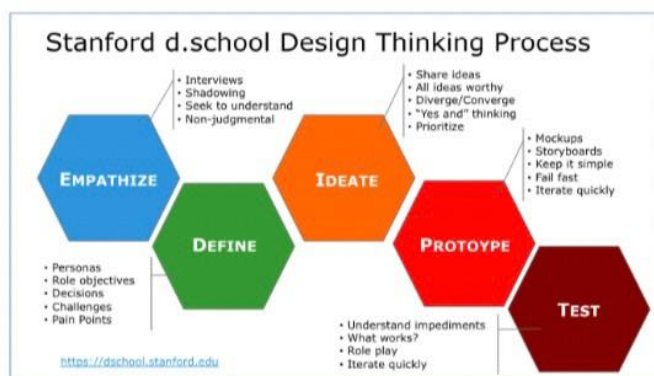 Stanford d.school Design Thinking Process
• Interviews
• Shadowing
• Seek to understand
• Non-judgmental
• Share ideas
• All ideas worthy
• Diverge/Converge
• "Yes and" thinking
• Prioritize
• Mockups
• Storyboards
• Keep it simple
• Fail fast
• Iterate quickly
EMPATHIZE
DEFINE
IDEATE
PROTOYPE
TEST
• Personas
• Role objectives
• Decisions
• Challenges
• Pain Points
• Understand impediments
• What works?
• Role play
• Iterate quickly
https://dschool.stanford.edu